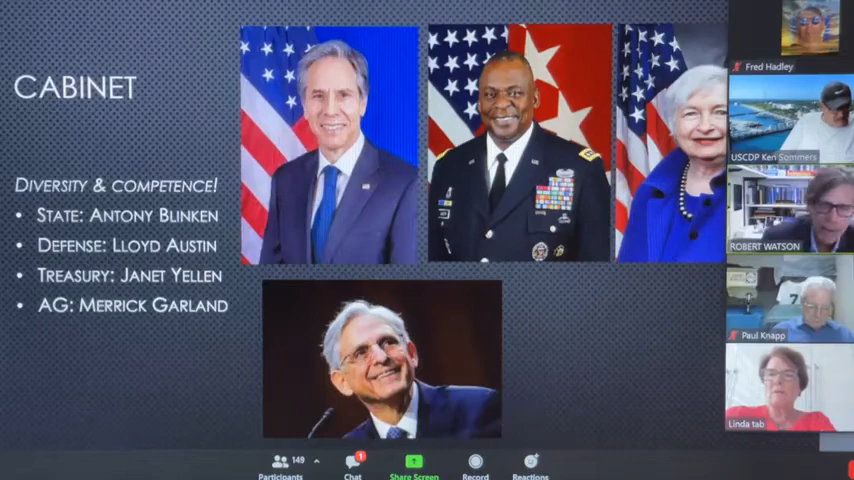 CABINET
DIVERSITY & COMPETENCE!
• STATE: ANTONY BLINKEN
• DEFENSE: LLOYD AUSTIN
• TREASURY: JANET YELLEN
• AG: MERRICK GARLAND
Fred Hadley
USCDP Ken Sommers
ROBERT WATSON
Paul Knapp
Linda tab
149
1
Participants
Chat
Share Screen
Record
Reactions